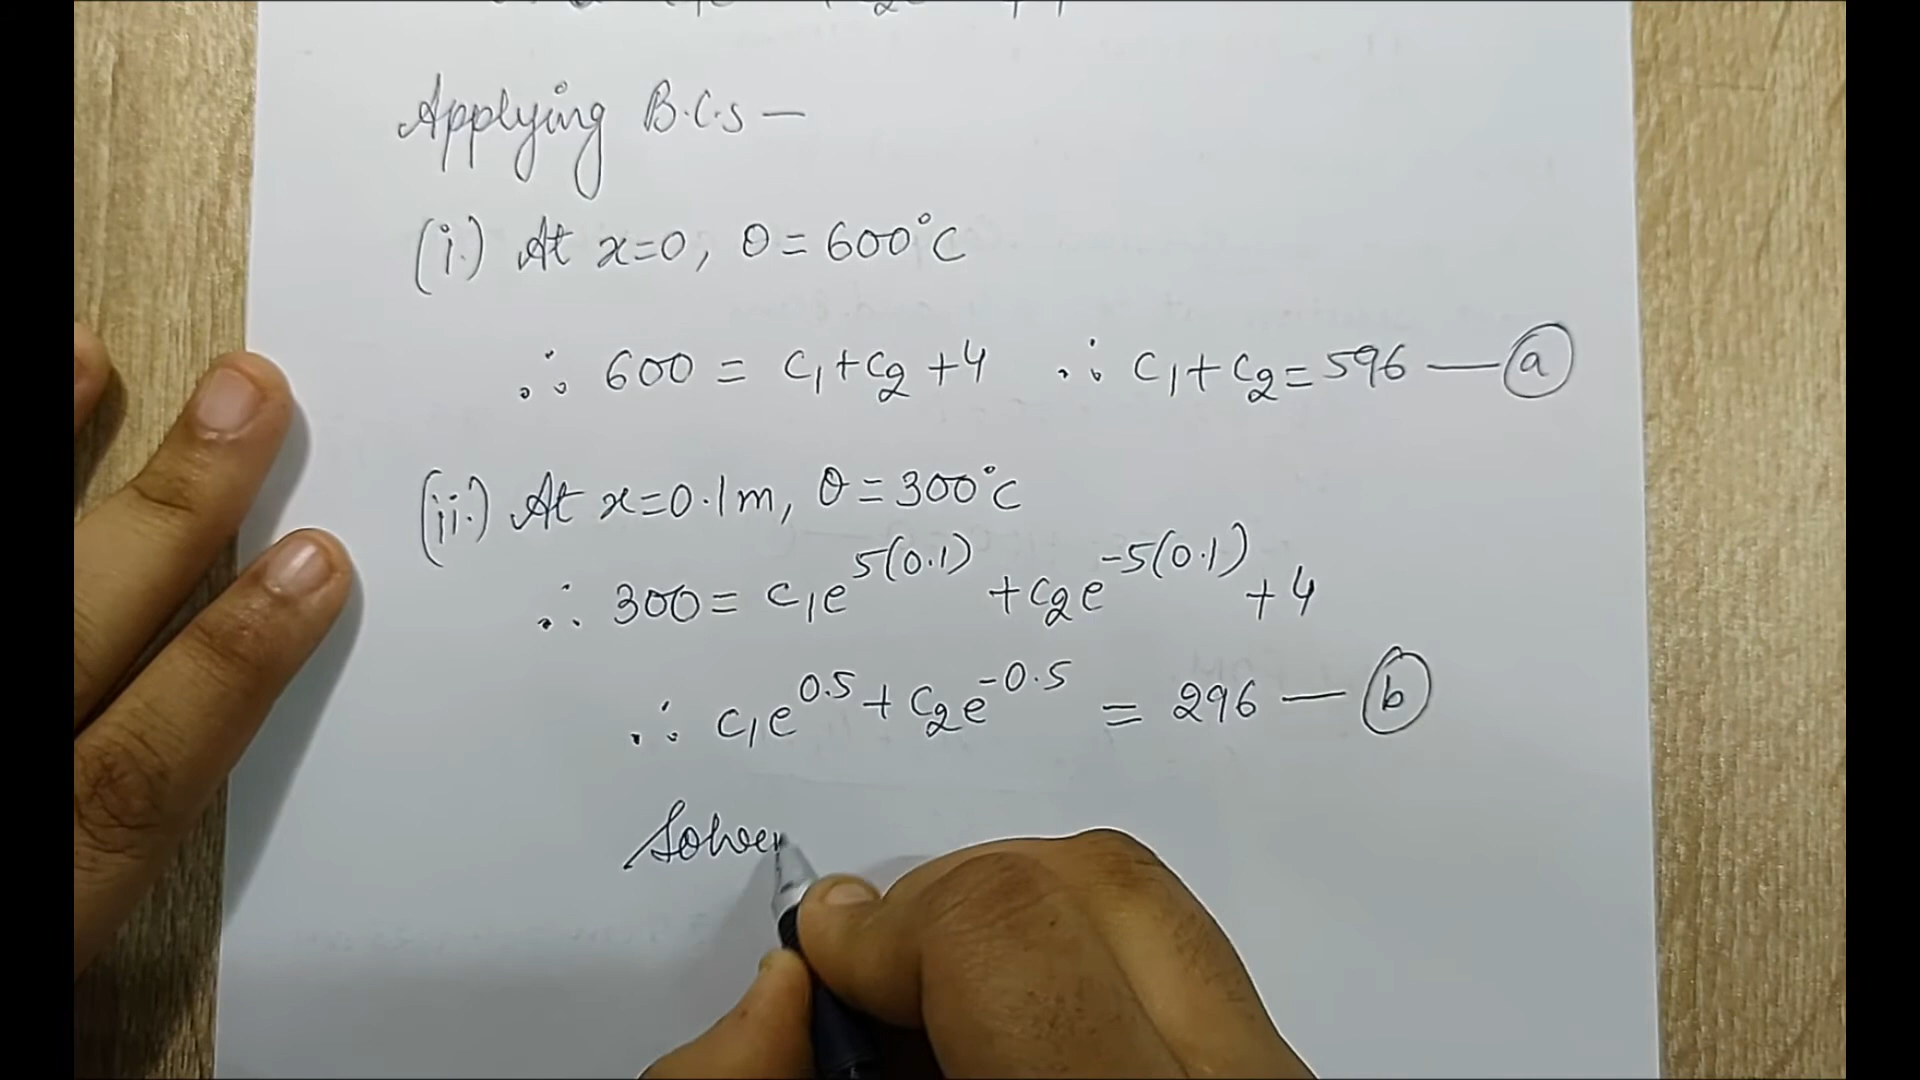 Applying B.C.s —
(i.) At x=0, θ=600°C
∴ 600 = C₁+C₂+4 ∴ C₁+C₂=596 — ⓐ
(ii.) At x=0.1m, θ=300°C
∴ 300= C₁e^5(0.1) +C₂e^-5(0.1) +4
∴ C₁e^0.5+C₂e^-0.5 = 296 — ⓑ